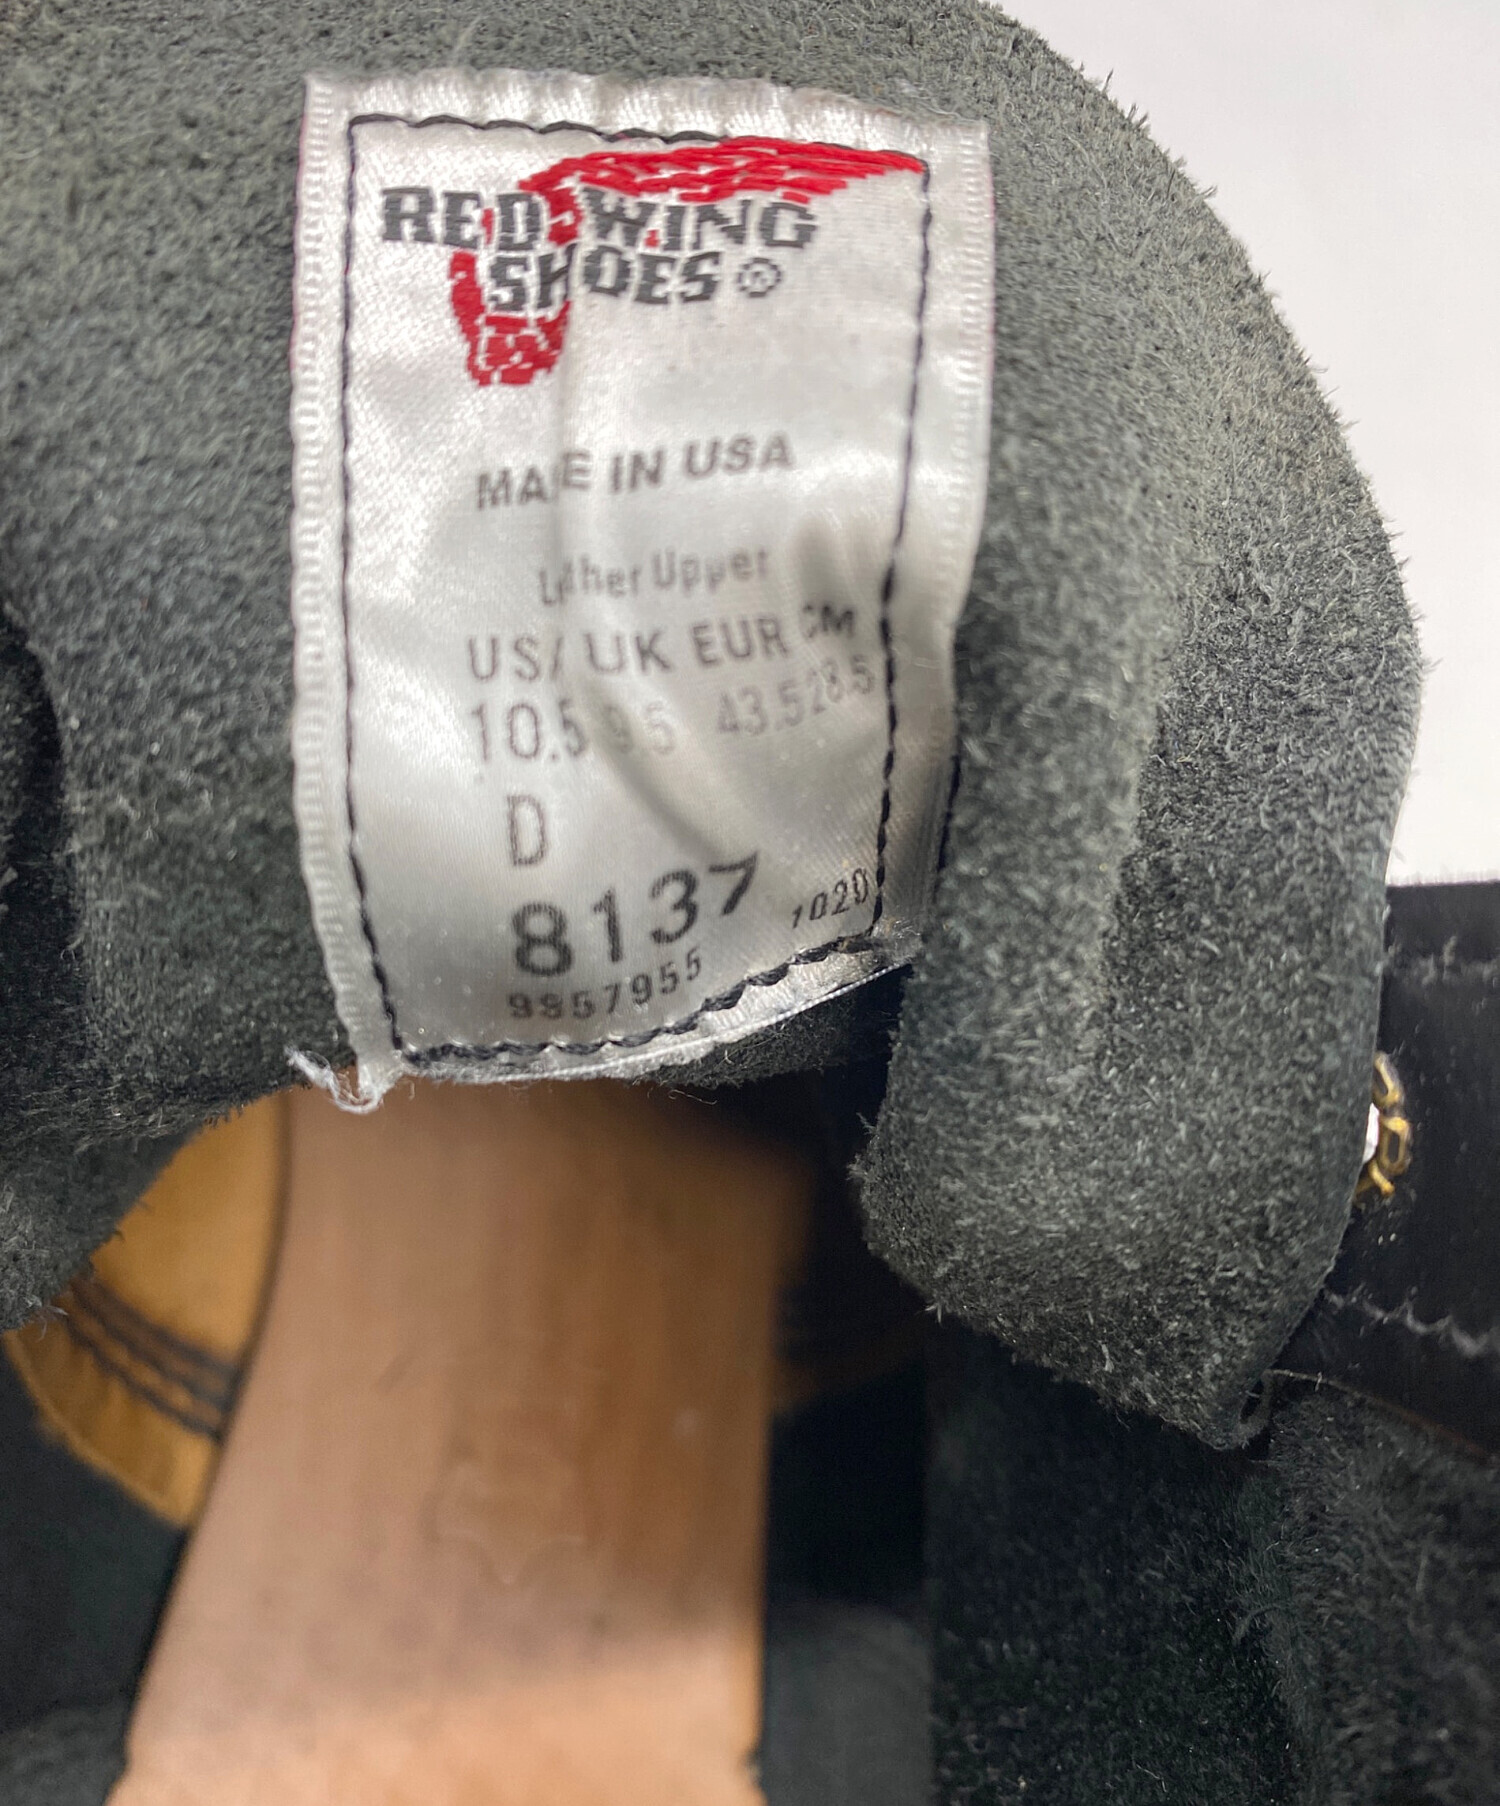 RED WING
SHOES ®
MADE IN USA
Leather Upper
US/ UK EUR CM
10.5 9.5 43.5 28.5
D
8137 1020
9857955